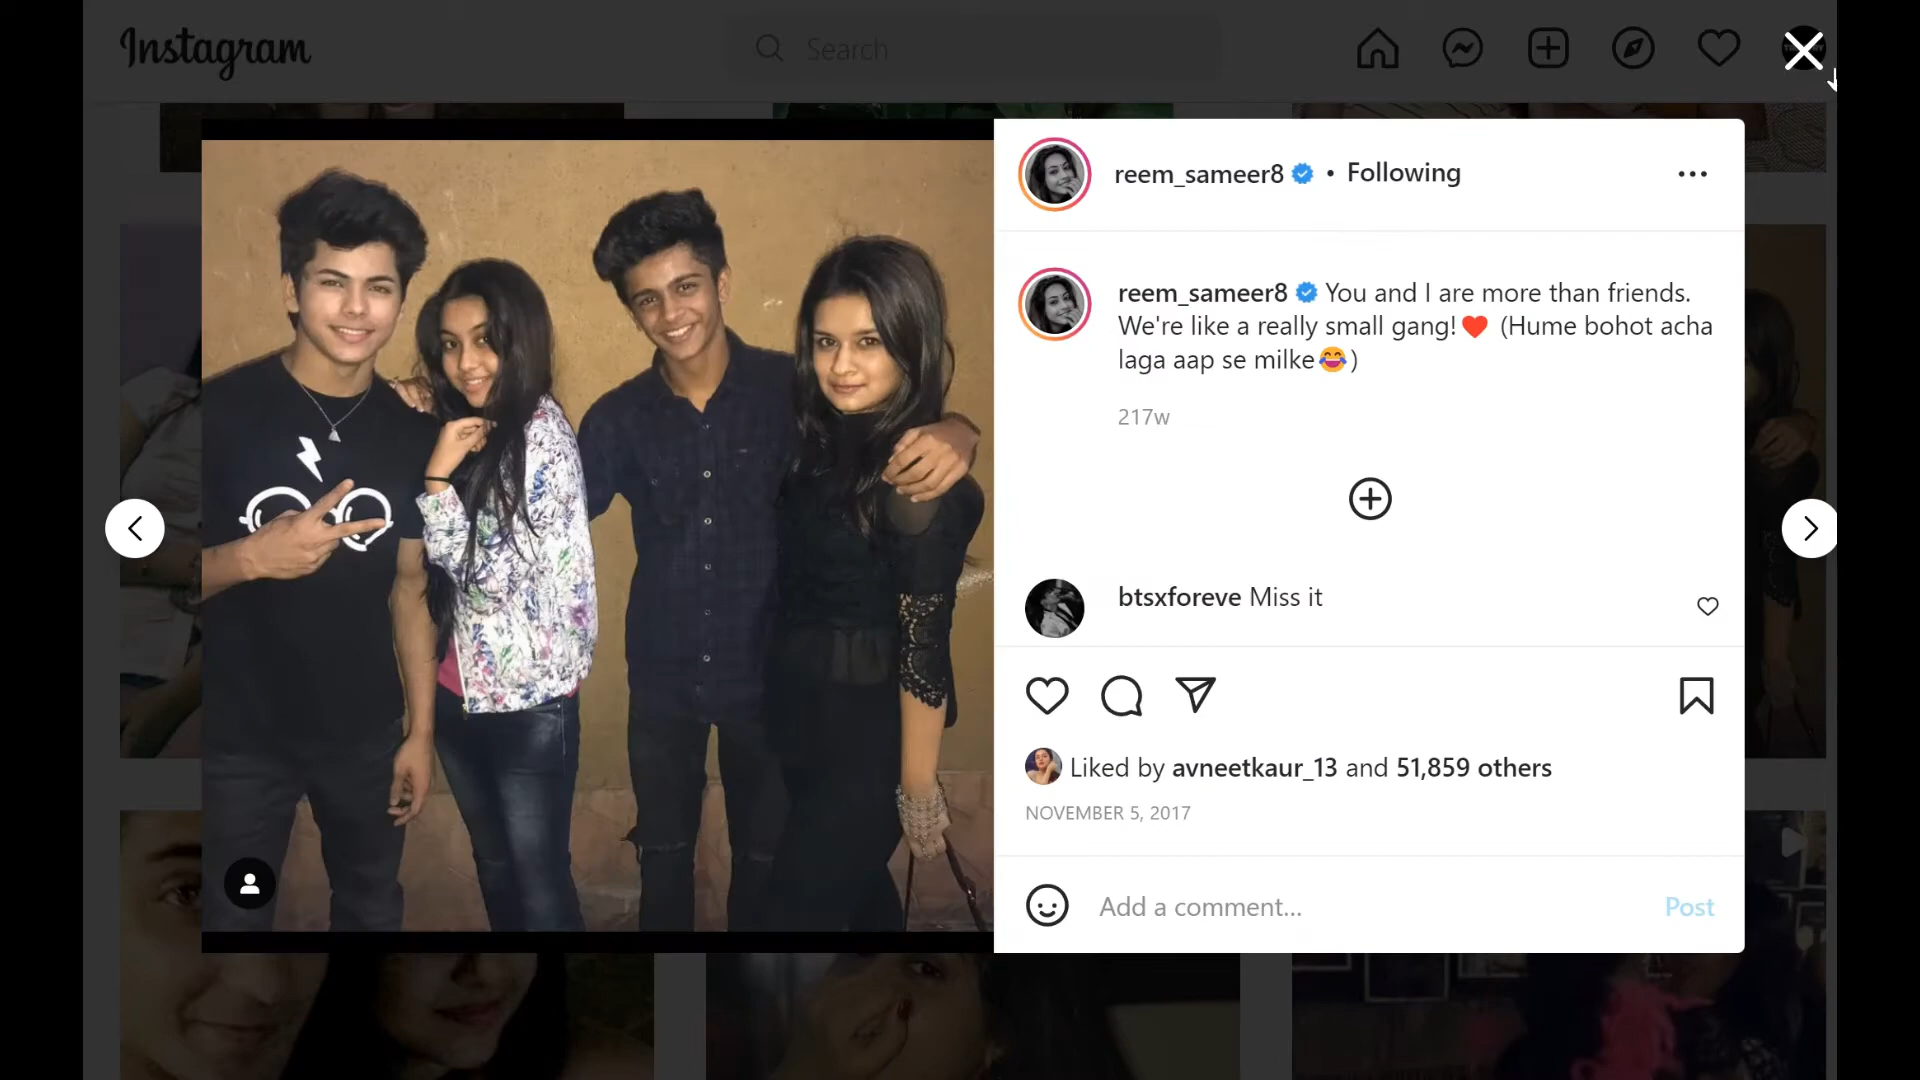 Instagram
Search
reem_sameer8 • Following
reem_sameer8 You and I are more than friends.
We're like a really small gang!❤️ (Hume bohot acha
laga aap se milke😂)
217w
btsxforeve Miss it
Liked by avneetkaur_13 and 51,859 others
NOVEMBER 5, 2017
Add a comment...
Post